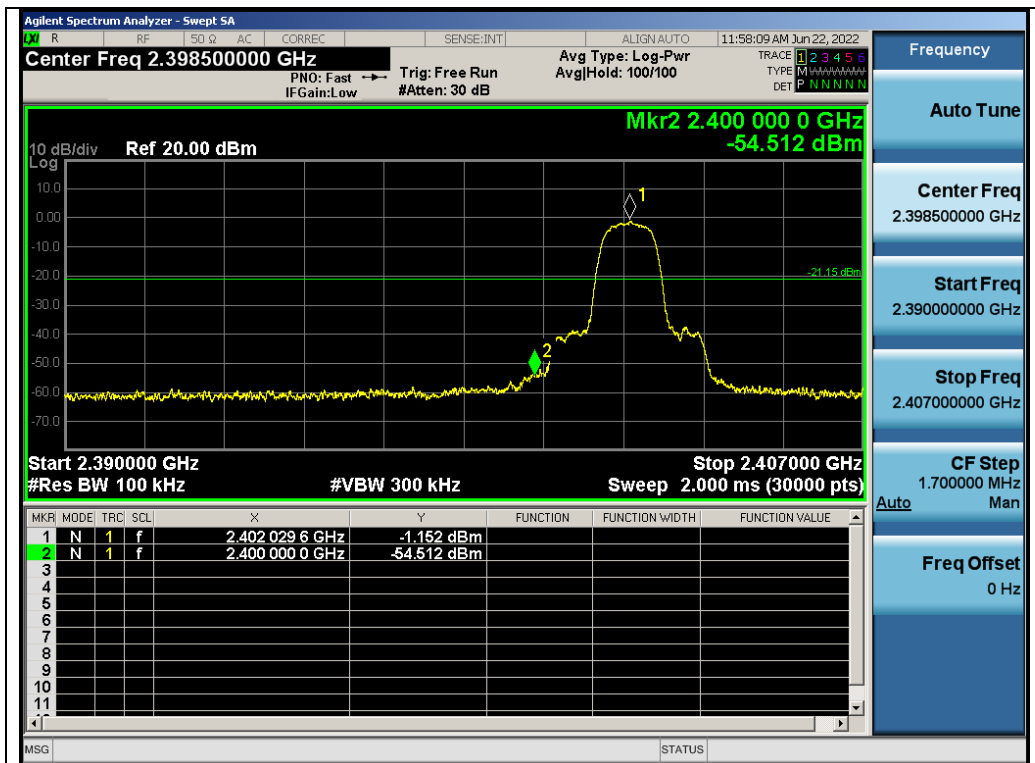 Agilent Spectrum Analyzer - Swept SA
LXI R RF 50 Ω AC CORREC SENSE:INT ALIGN AUTO 11:58:09 AM Jun 22, 2022
Center Freq 2.398500000 GHz
PNO: Fast
IFGain:Low
Trig: Free Run
#Atten: 30 dB
Avg Type: Log-Pwr
Avg|Hold: 100/100
TRACE 1 2 3 4 5 6
TYPE M
DET P N N N N N
Mkr2 2.400 000 0 GHz
-54.512 dBm
10 dB/div Ref 20.00 dBm
Log
10.0
0.00
-10.0
-20.0
-30.0
-40.0
-50.0
-60.0
-70.0
1
-21.15 dBm
2
Start 2.390000 GHz Stop 2.407000 GHz
#Res BW 100 kHz #VBW 300 kHz Sweep 2.000 ms (30000 pts)
MKR MODE TRC SCL X Y FUNCTION FUNCTION WIDTH FUNCTION VALUE
1 N 1 f 2.402 029 6 GHz -1.152 dBm
2 N 1 f 2.400 000 0 GHz -54.512 dBm
3
4
5
6
7
8
9
10
11
MSG STATUS
Frequency
Auto Tune
Center Freq
2.398500000 GHz
Start Freq
2.390000000 GHz
Stop Freq
2.407000000 GHz
CF Step
1.700000 MHz
Auto Man
Freq Offset
0 Hz